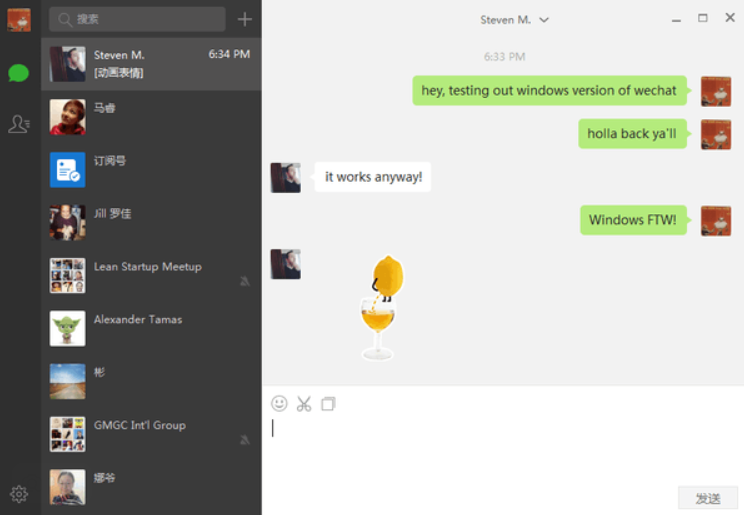 搜索
Steven M.
6:34 PM
[动画表情]
马睿
订阅号
Jill 罗佳
Lean Startup Meetup
Alexander Tamas
彬
GMGC Int'l Group
娜爷
Steven M.
6:33 PM
hey, testing out windows version of wechat
holla back ya'll
it works anyway!
Windows FTW!
发送